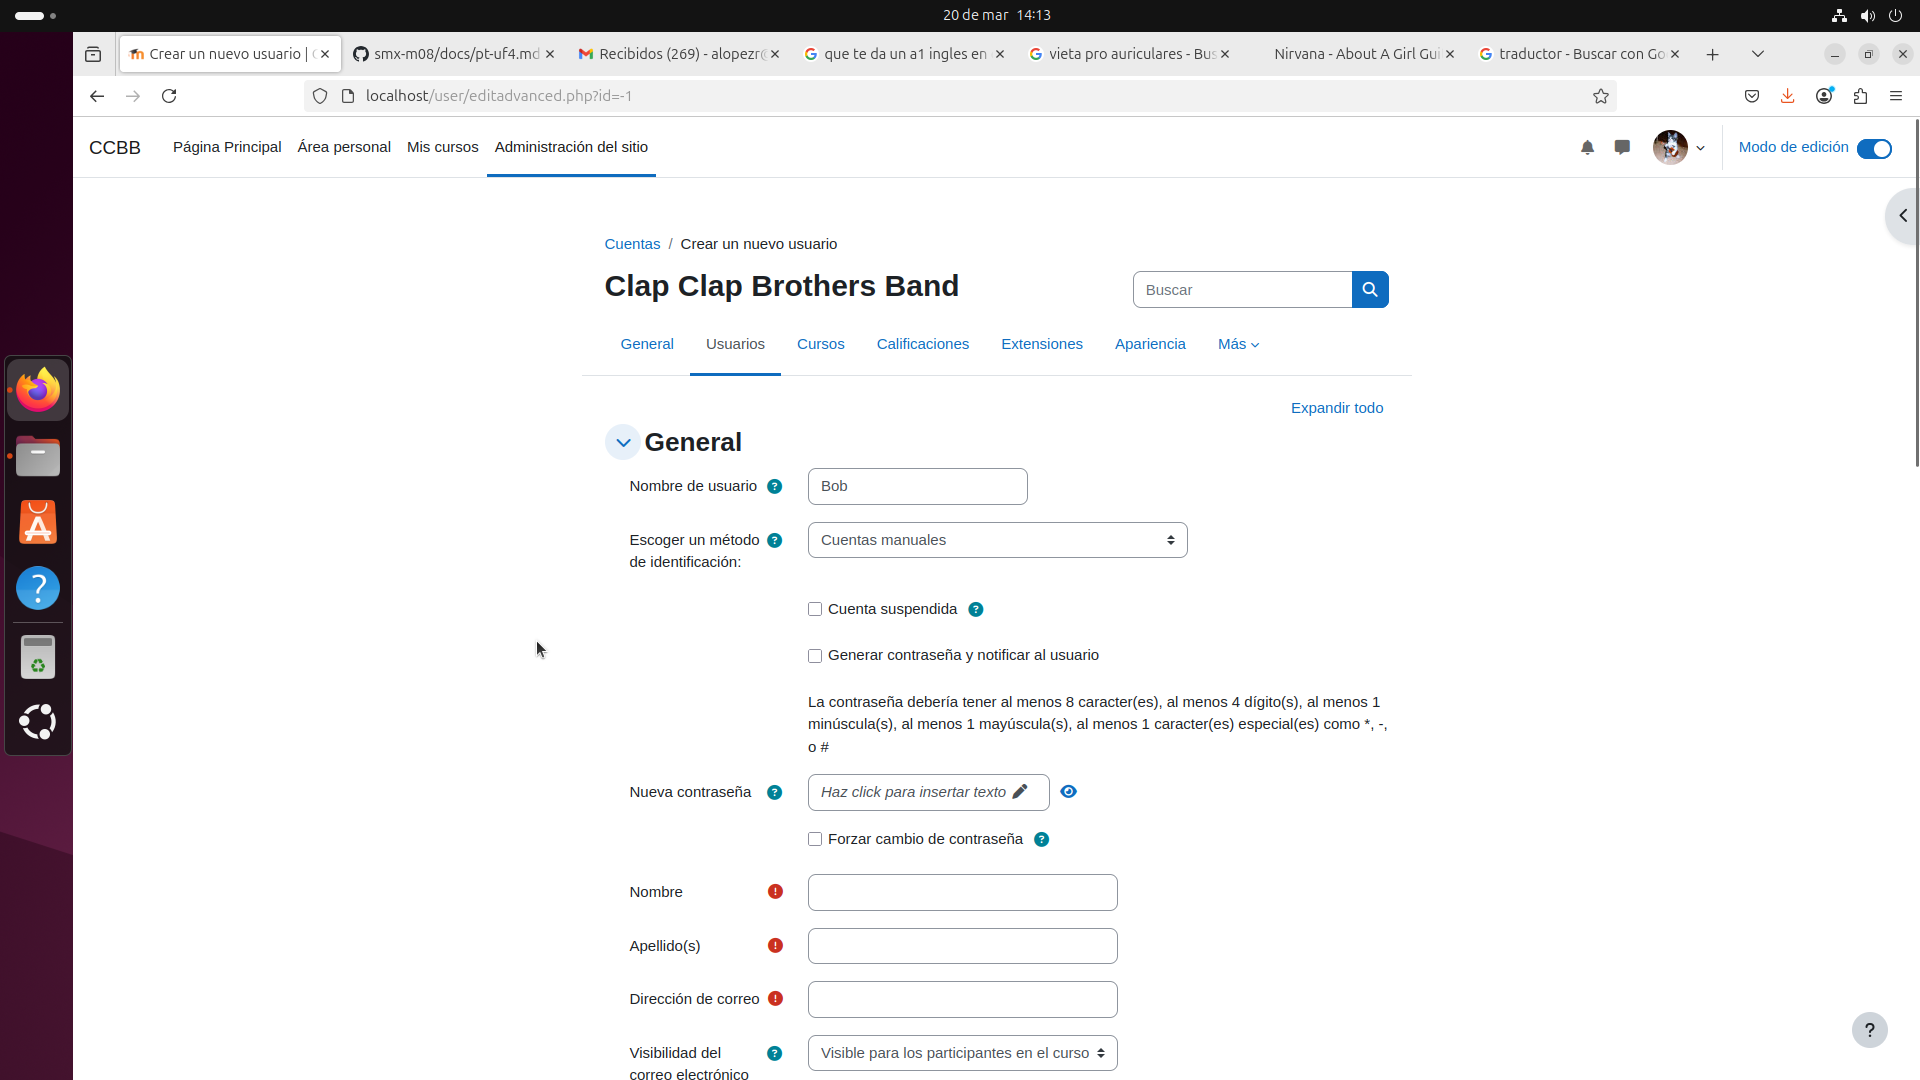 20 de mar 14:13
Crear un nuevo usuario |
smx-m08/docs/pt-uf4.md
Recibidos (269) - alopezr
que te da un a1 ingles en
vieta pro auriculares - Bus
Nirvana - About A Girl Gui
traductor - Buscar con Go
localhost/user/editadvanced.php?id=-1
CCBB
Página Principal
Área personal
Mis cursos
Administración del sitio
Modo de edición
Cuentas / Crear un nuevo usuario
Clap Clap Brothers Band
Buscar
General
Usuarios
Cursos
Calificaciones
Extensiones
Apariencia
Más
Expandir todo
General
Nombre de usuario
Bob
Escoger un método
de identificación:
Cuentas manuales
Cuenta suspendida
Generar contraseña y notificar al usuario
La contraseña debería tener al menos 8 caracter(es), al menos 4 dígito(s), al menos 1
minúscula(s), al menos 1 mayúscula(s), al menos 1 caracter(es) especial(es) como *, -,
o #
Nueva contraseña
Haz click para insertar texto
Forzar cambio de contraseña
Nombre
Apellido(s)
Dirección de correo
Visibilidad del
correo electrónico
Visible para los participantes en el curso
?